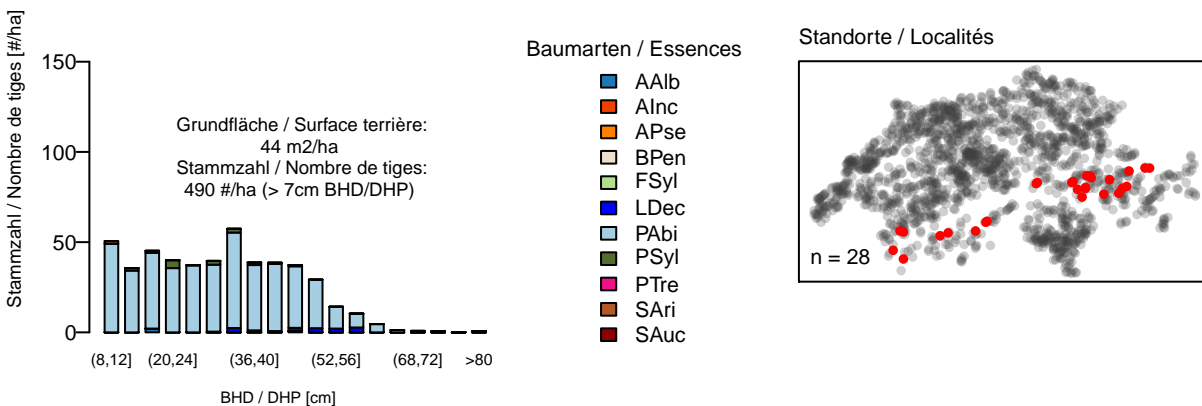 Stammzahl / Nombre de tiges [#/ha]
150
100
50
0
Grundfläche / Surface terrière:
44 m2/ha
Stammzahl / Nombre de tiges:
490 #/ha (> 7cm BHD/DHP)
(8,12]
(20,24]
(36,40]
(52,56]
(68,72]
>80
BHD / DHP [cm]
Baumarten / Essences
AAlb
AInc
APse
BPen
FSyl
LDec
PAbi
PSyl
PTre
SAri
SAuc
Standorte / Localités
n = 28